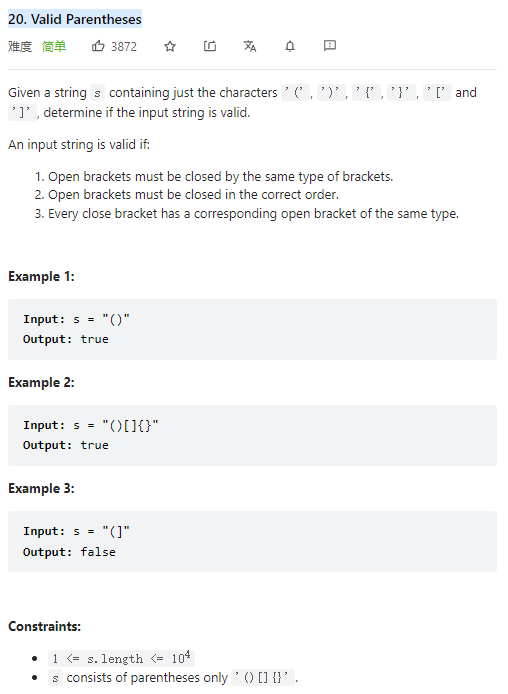 20. Valid Parentheses
难度 简单 3872
Given a string s containing just the characters '(', ')', '{', '}', '[' and
']', determine if the input string is valid.
An input string is valid if:
1. Open brackets must be closed by the same type of brackets.
2. Open brackets must be closed in the correct order.
3. Every close bracket has a corresponding open bracket of the same type.
Example 1:
Input: s = "()"
Output: true
Example 2:
Input: s = "()[]{}"
Output: true
Example 3:
Input: s = "(]"
Output: false
Constraints:
• 1 <= s.length <= 10⁴
• s consists of parentheses only '()[]{}'.